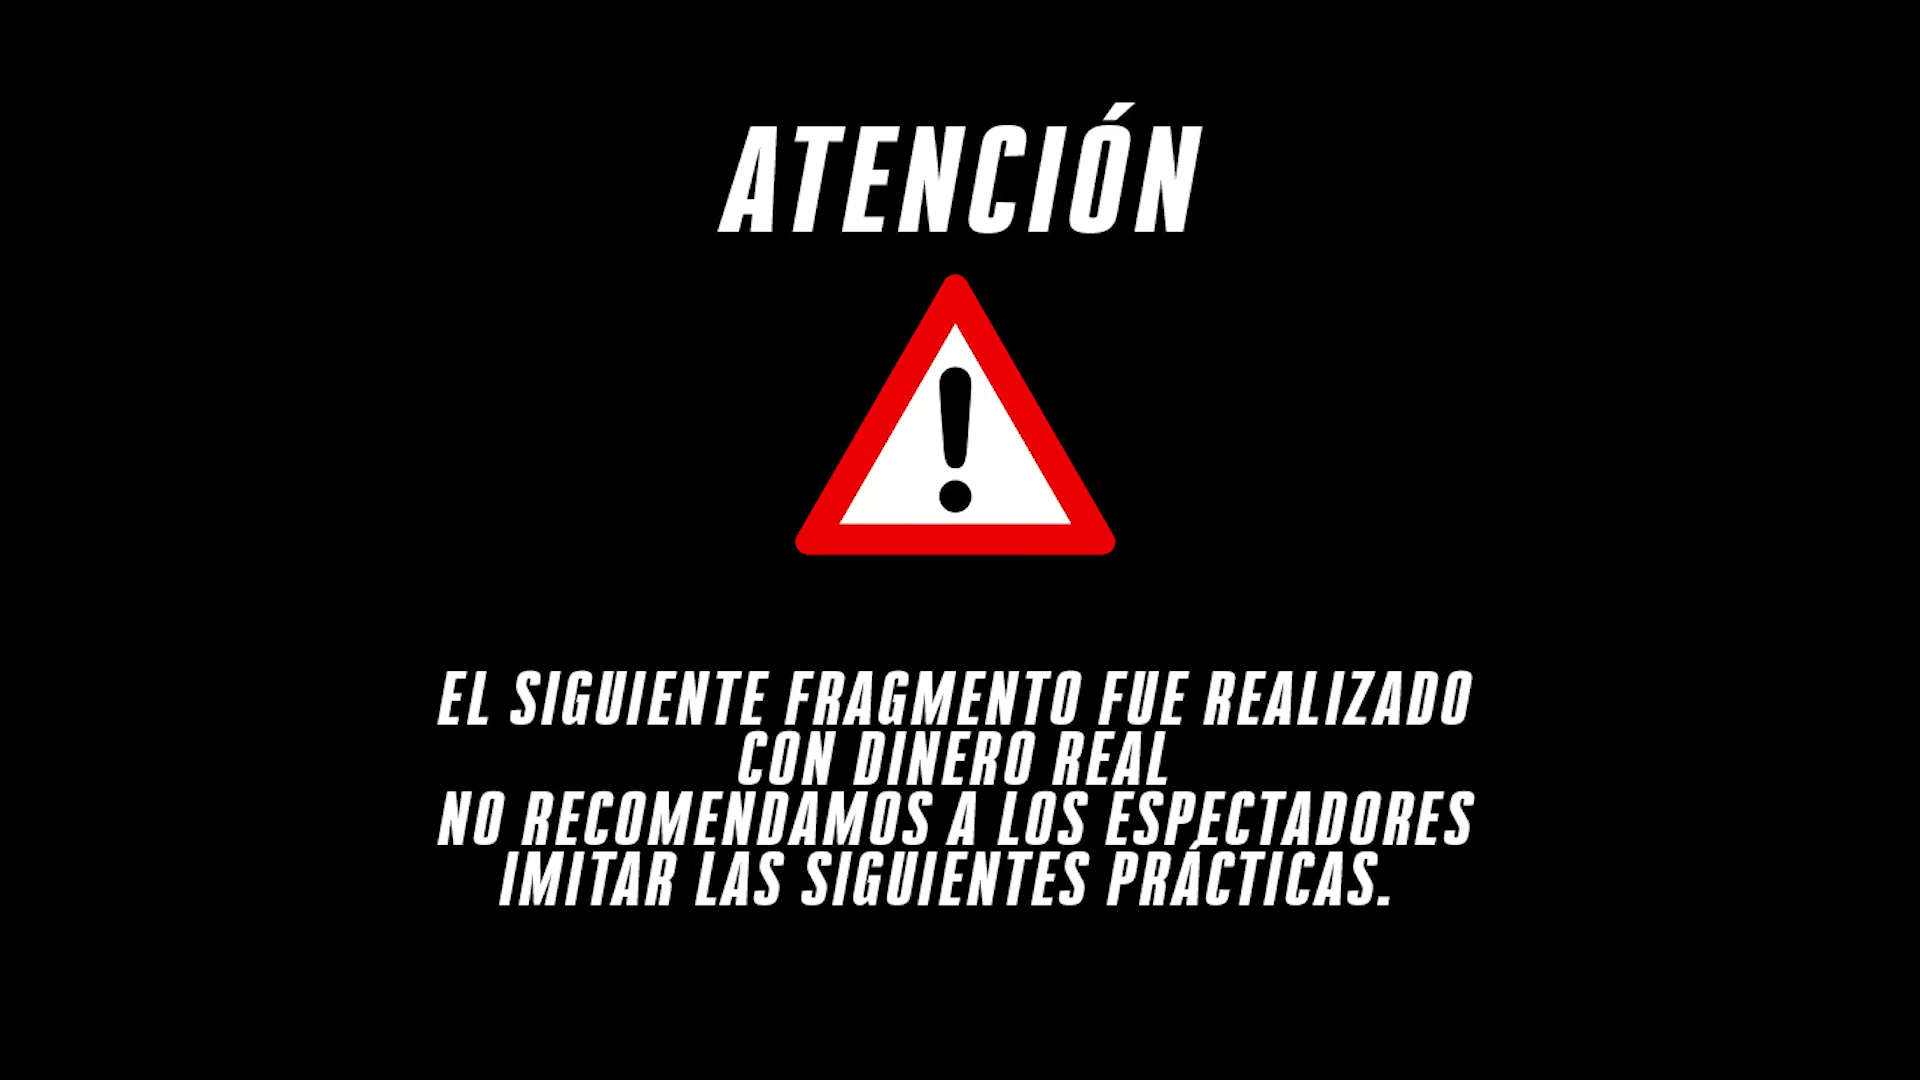 ATENCIÓN
EL SIGUIENTE FRAGMENTO FUE REALIZADO
CON DINERO REAL
NO RECOMENDAMOS A LOS ESPECTADORES
IMITAR LAS SIGUIENTES PRÁCTICAS.